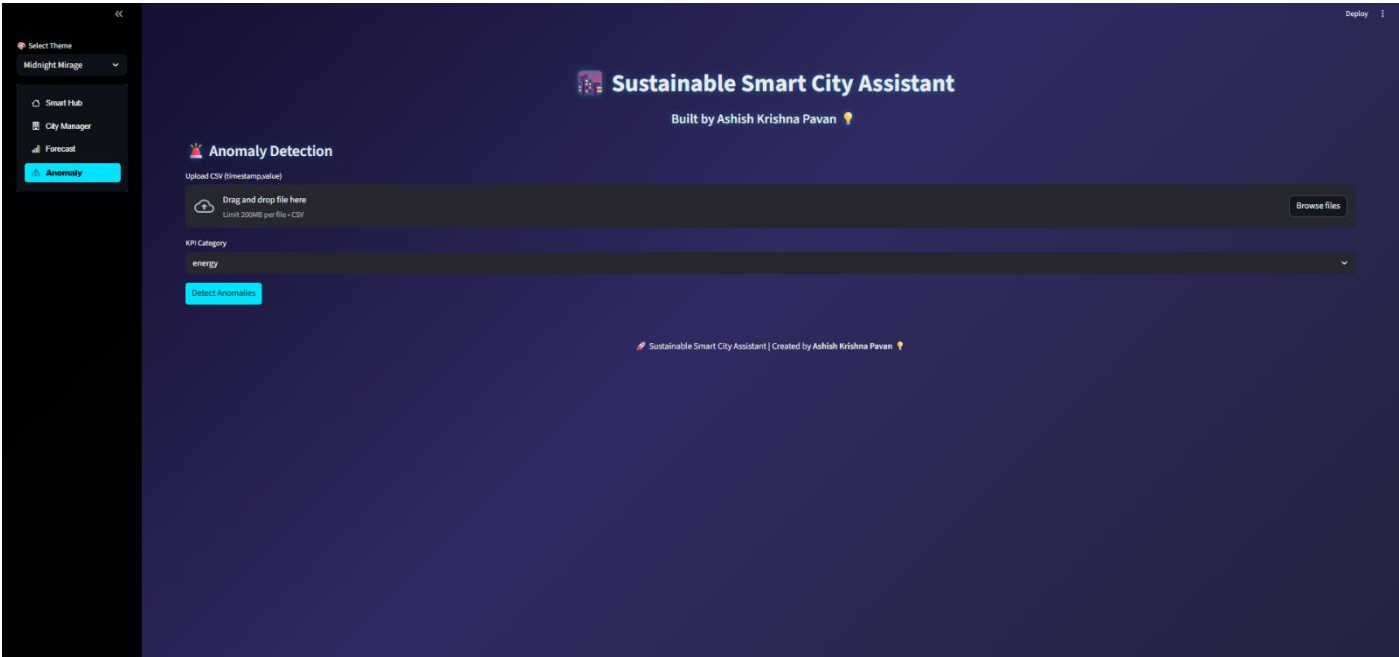 «
Deploy
🎨 Select Theme
Midnight Mirage
Smart Hub
City Manager
Forecast
Anomaly
🌆 Sustainable Smart City Assistant
Built by Ashish Krishna Pavan 💡
🚨 Anomaly Detection
Upload CSV (timestamp,value)
Drag and drop file here
Limit 200MB per file • CSV
Browse files
KPI Category
energy
Detect Anomalies
🚀 Sustainable Smart City Assistant | Created by Ashish Krishna Pavan 💡